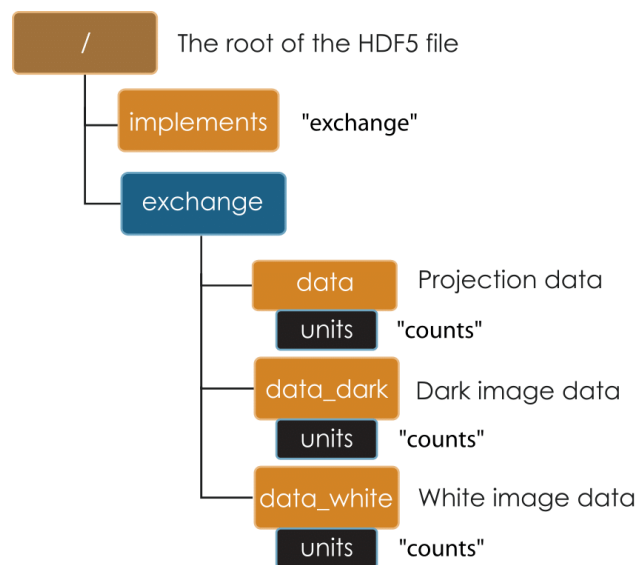 / The root of the HDF5 file
implements "exchange"
exchange
data Projection data
units "counts"
data_dark Dark image data
units "counts"
data_white White image data
units "counts"